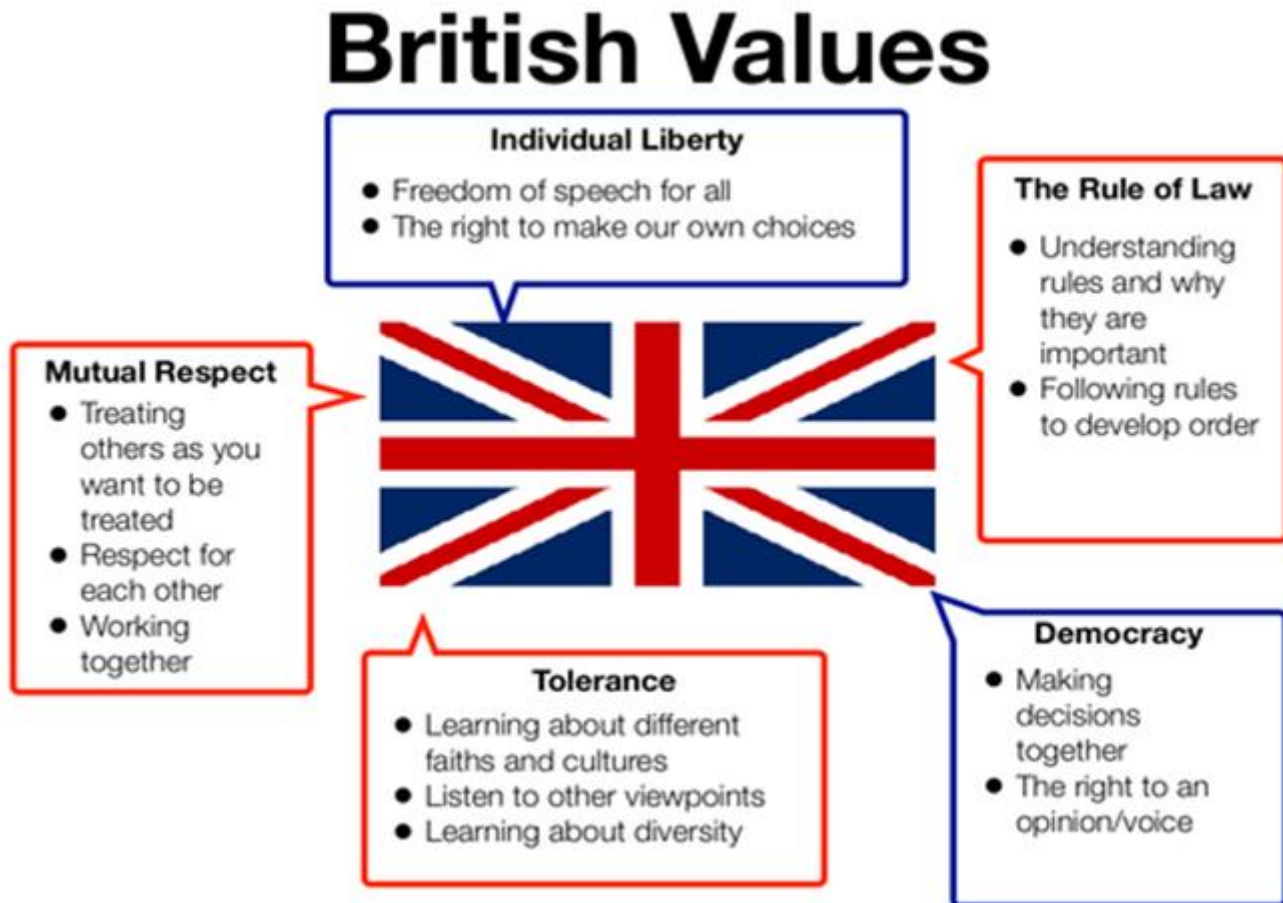 British Values
Individual Liberty
● Freedom of speech for all
● The right to make our own choices
The Rule of Law
● Understanding
rules and why
they are
important
● Following rules
to develop order
Mutual Respect
● Treating
others as you
want to be
treated
● Respect for
each other
● Working
together
Tolerance
● Learning about different
faiths and cultures
● Listen to other viewpoints
● Learning about diversity
Democracy
● Making
decisions
together
● The right to an
opinion/voice